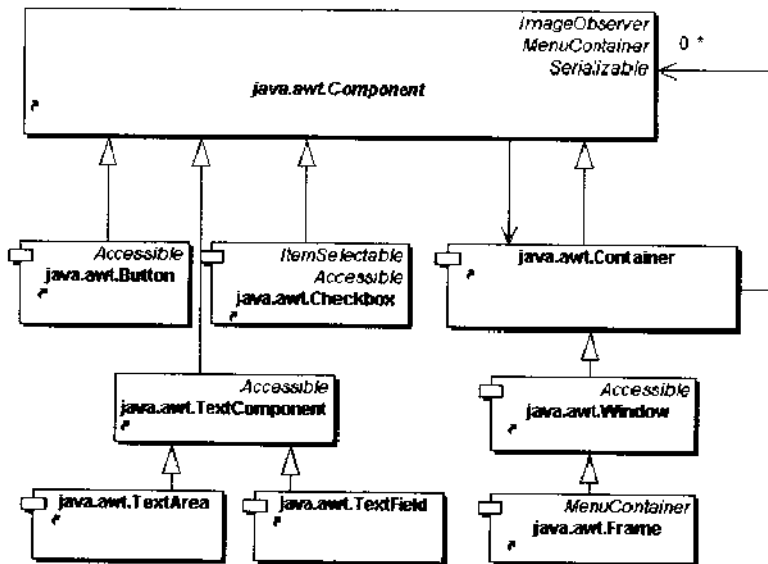 ImageObserver
MenuContainer
Serializable
0 *
java.awt.Component
Accessible
java.awt.Button
ItemSelectable
Accessible
java.awt.Checkbox
java.awt.Container
Accessible
java.awt.TextComponent
Accessible
java.awt.Window
java.awt.TextArea
java.awt.TextField
MenuContainer
java.awt.Frame